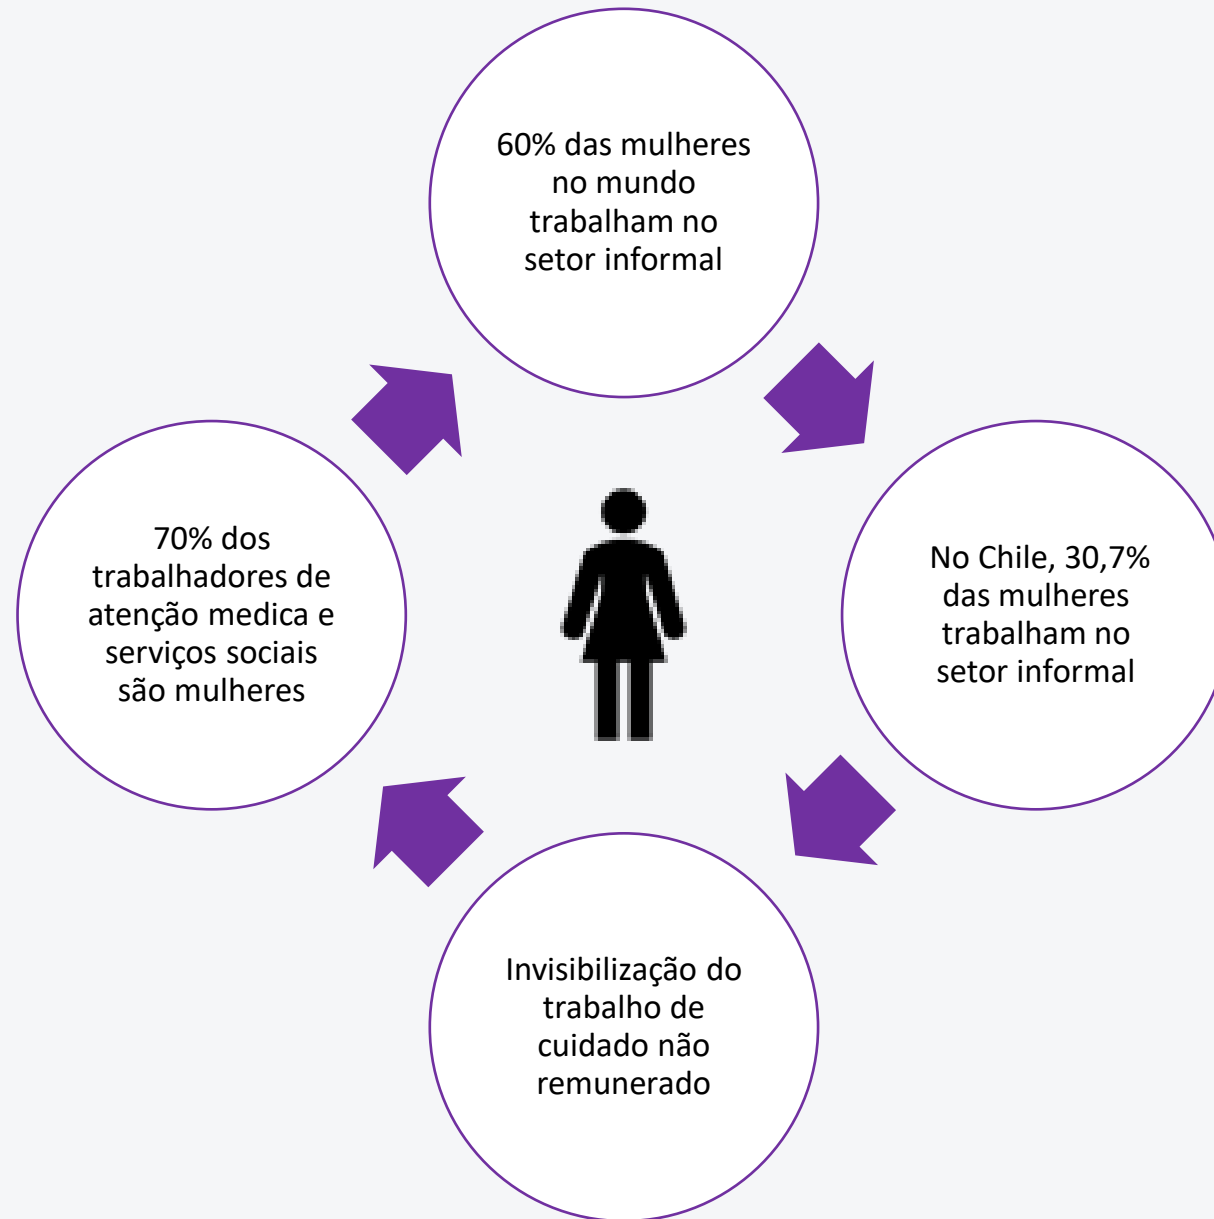 60% das mulheres
no mundo
trabalham no
setor informal
No Chile, 30,7%
das mulheres
trabalham no
setor informal
Invisibilização do
trabalho de
cuidado não
remunerado
70% dos
trabalhadores de
atenção medica e
serviços sociais
são mulheres